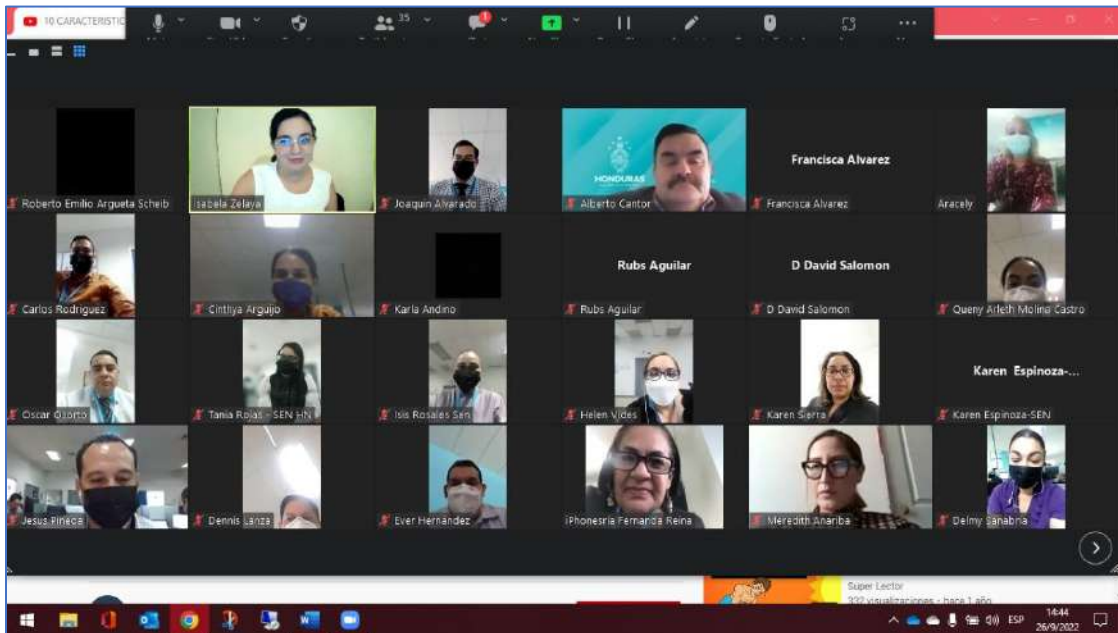 10 CARACTERISTIC
35
1
Roberto Emilio Argueta Scheib
Isabela Zelaya
Joaquin Alvarado
HONDURAS
Alberto Cantor
Francisca Alvarez
Francisca Alvarez
Aracely
Carlos Rodriguez
Cinthya Arguijo
Karla Andino
Rubs Aguilar
Rubs Aguilar
D David Salomon
D David Salomon
Queny Arleth Molina Castro
Oscar Osorto
Tania Rojas - SEN HN
Isis Rosales Sen
Helen Vides
Karen Sierra
Karen Espinoza-...
Karen Espinoza-SEN
Jesus Pineda
Dennis Lanza
Ever Hernandez
iPhonesria Fernanda Reina
Meredith Anariba
Delmy Sanabria
Super Lector
332 visualizaciones - hace 1 año
ESP
14:44
26/9/2022